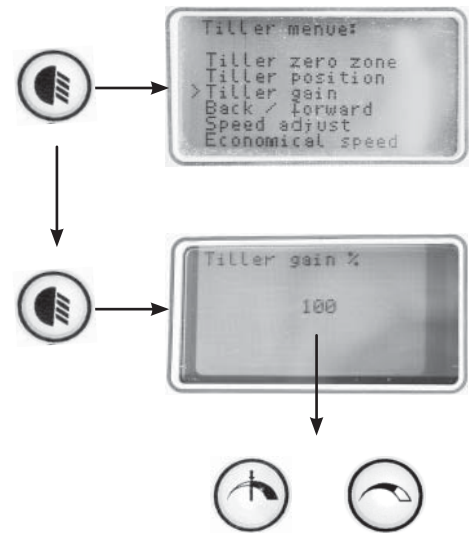 Tiller menue:
Tiller zero zone
Tiller position
>Tiller gain
Back / forward
Speed adjust
Economical speed
Tiller gain %
100